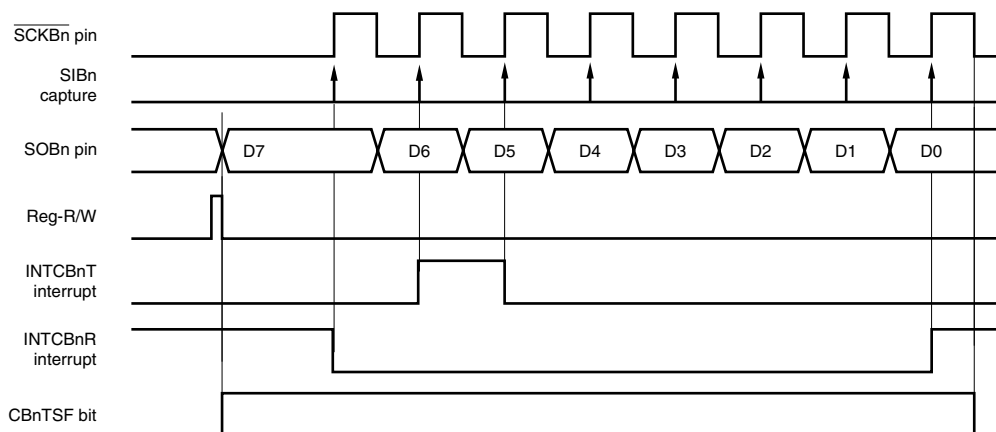 SCKBn pin
SIBn
capture
SOBn pin
D7
D6
D5
D4
D3
D2
D1
D0
Reg-R/W
INTCBnT
interrupt
INTCBnR
interrupt
CBnTSF bit